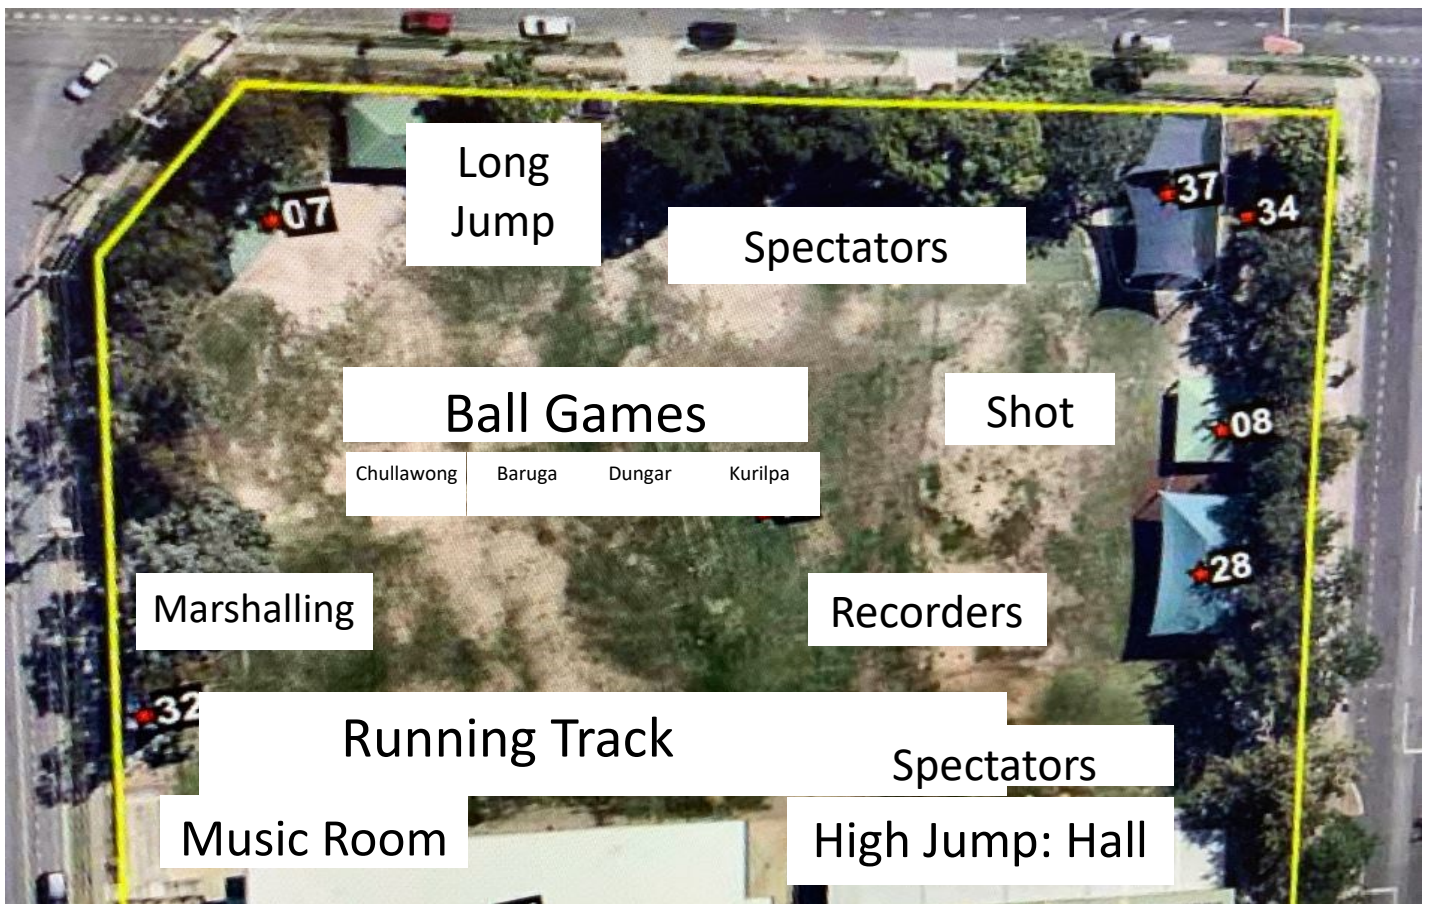 Long
Jump
07
37
34
Spectators
Ball Games
Shot
08
Chullawong Baruga Dungar Kurilpa
28
Marshalling
Recorders
32
Running Track
Spectators
Music Room
High Jump: Hall